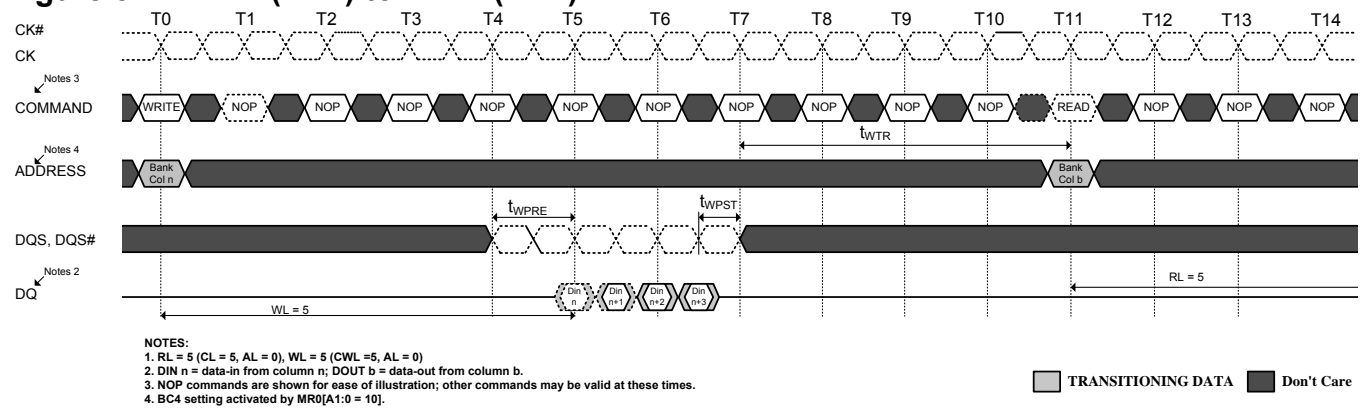 T0 T1 T2 T3 T4 T5 T6 T7 T8 T9 T10 T11 T12 T13 T14
CK#
CK
Notes 3
COMMAND WRITE NOP NOP NOP NOP NOP NOP NOP NOP NOP NOP READ NOP NOP NOP
tWTR
Notes 4
ADDRESS
Bank Col n
Bank Col b
tWPRE tWPST
DQS, DQS#
Notes 2
DQ
Din n
Din n+1
Din n+2
Din n+3
RL = 5
WL = 5
NOTES:
1. RL = 5 (CL = 5, AL = 0), WL = 5 (CWL =5, AL = 0)
2. DIN n = data-in from column n; DOUT b = data-out from column b.
3. NOP commands are shown for ease of illustration; other commands may be valid at these times.
4. BC4 setting activated by MR0[A1:0 = 10].
TRANSITIONING DATA Don't Care